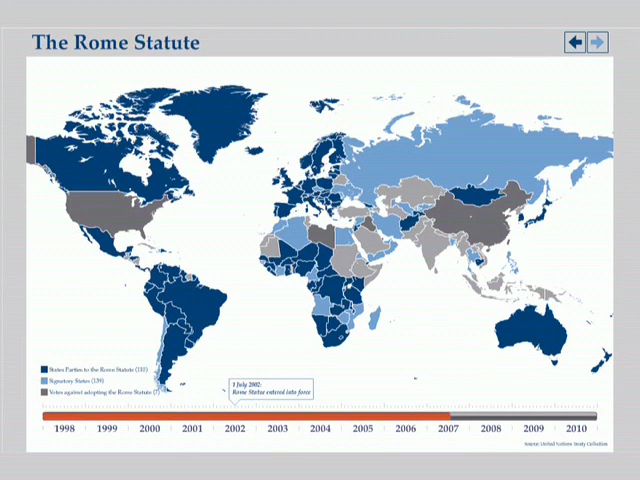 The Rome Statute
States Parties to the Rome Statute (110)
Signatory States (139)
Votes against adopting the Rome Statute (7)
1 July 2002:
Rome Statue entered into force
1998 1999 2000 2001 2002 2003 2004 2005 2006 2007 2008 2009 2010
Source: United Nations Treaty Collection